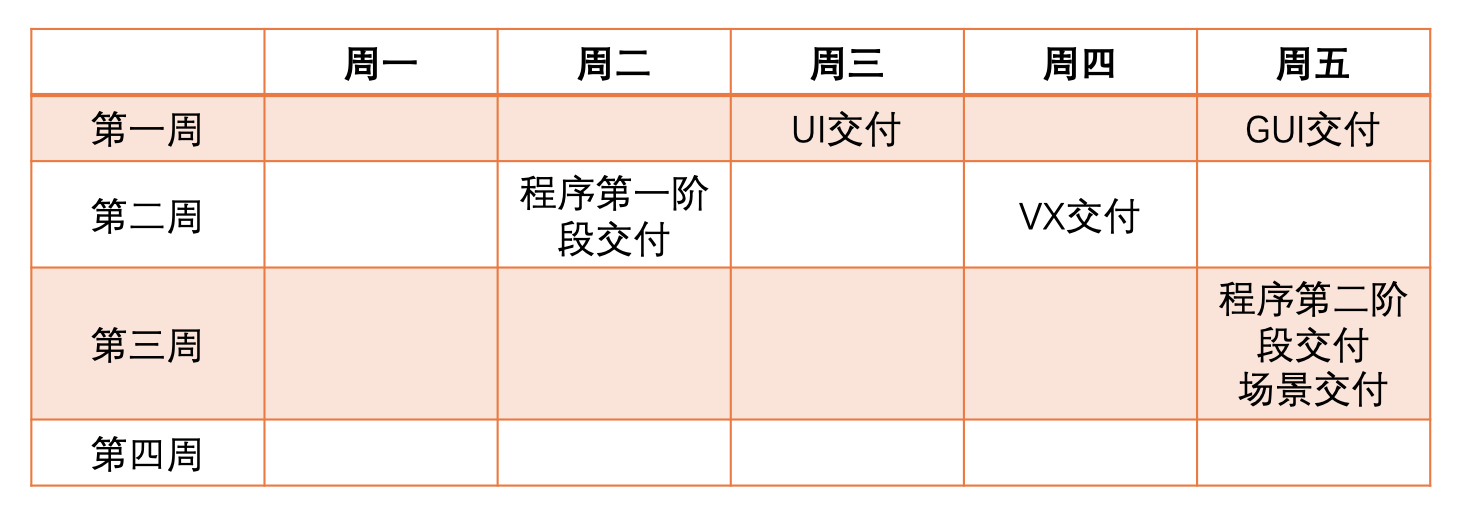 周一 周二 周三 周四 周五
第一周 UI交付 GUI交付
第二周 程序第一阶
段交付 VX交付
第三周 程序第二阶
段交付
场景交付
第四周